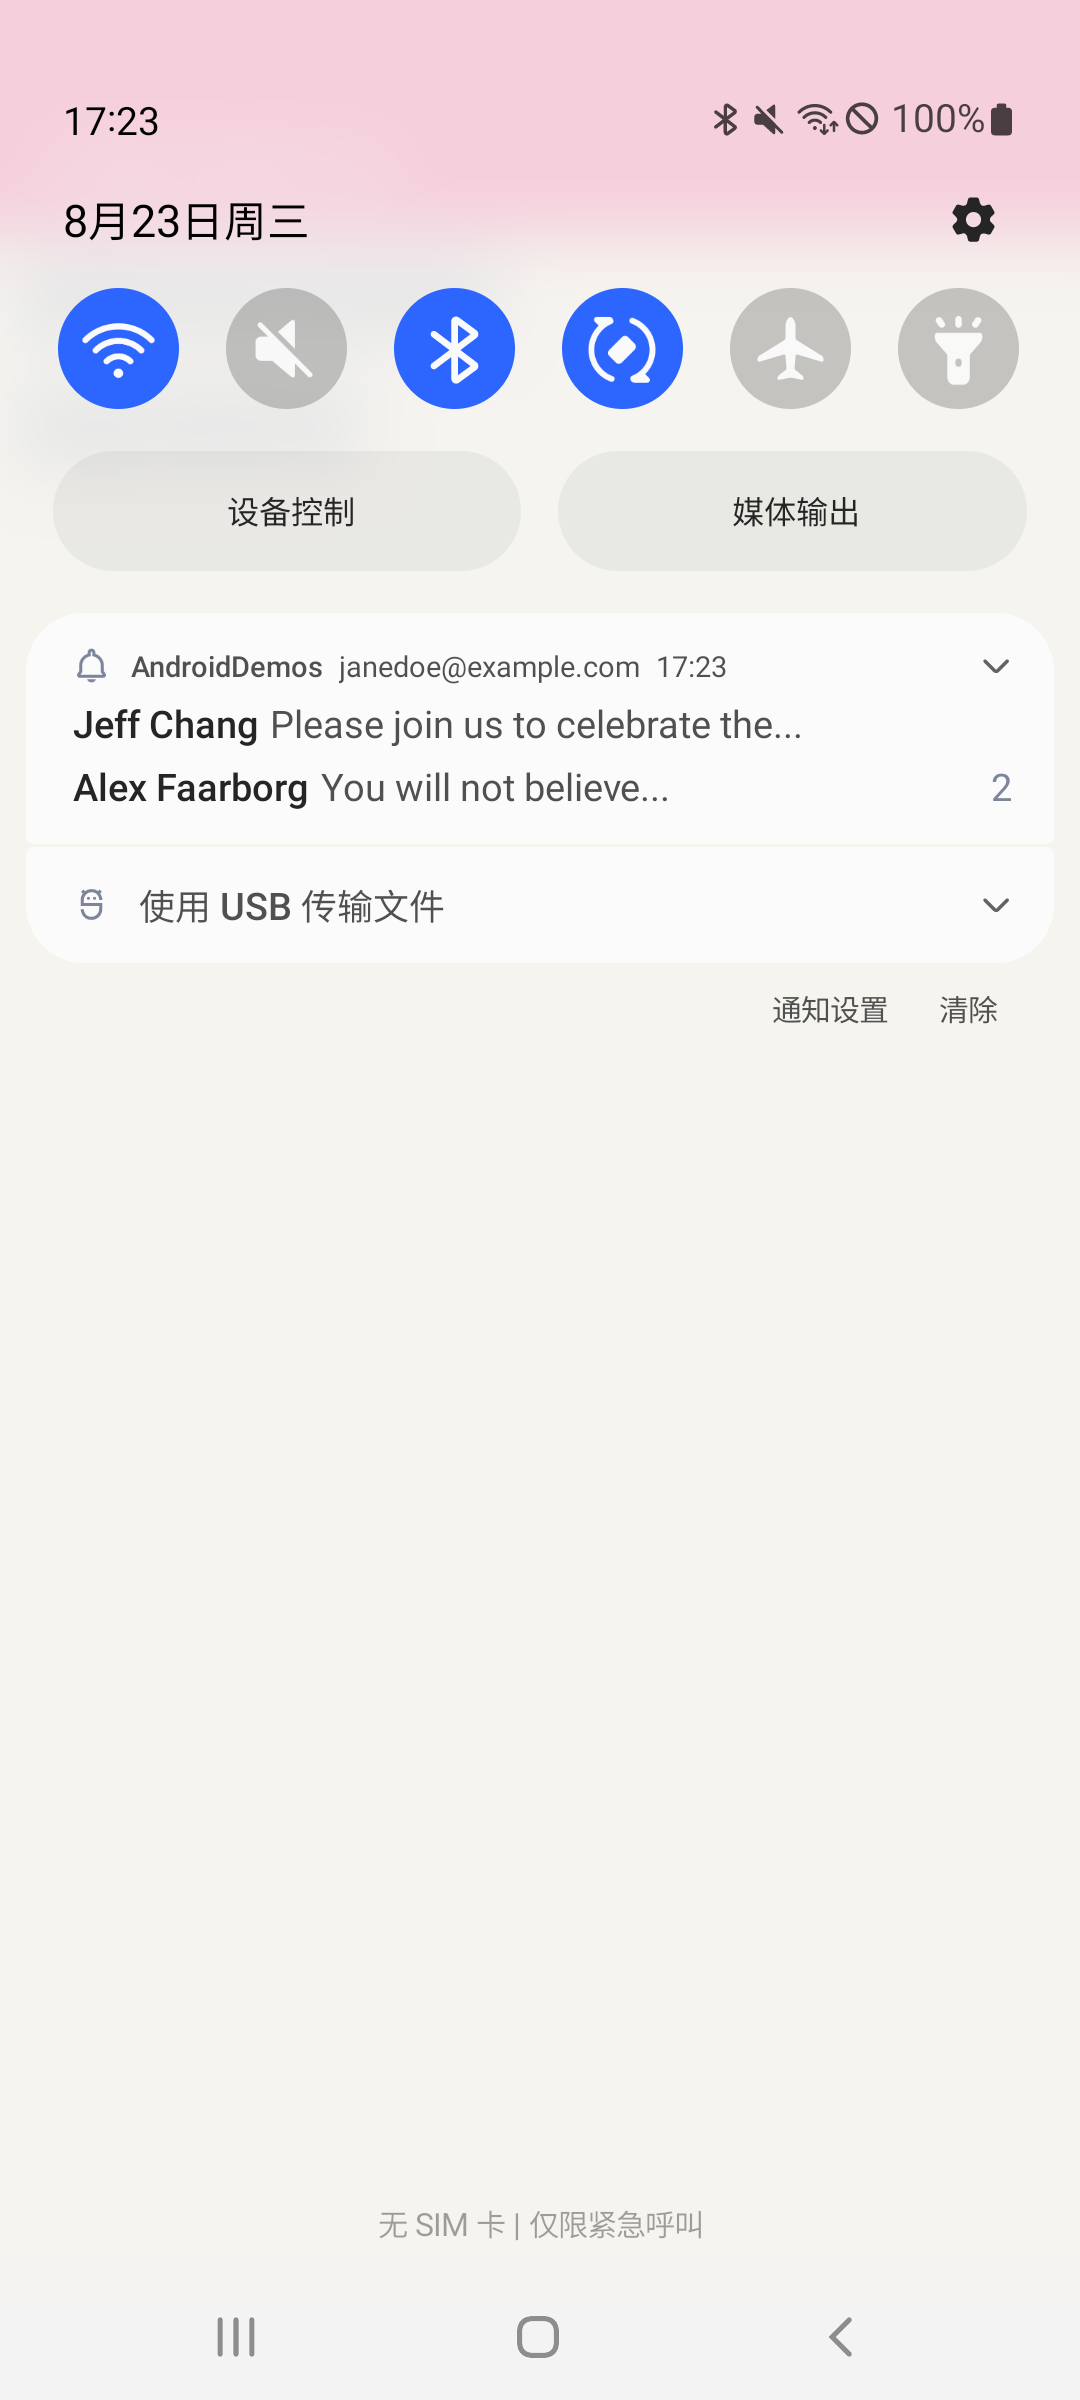 17:23 100%
8月23日周三
设备控制 媒体输出
AndroidDemos janedoe@example.com 17:23
Jeff Chang Please join us to celebrate the...
Alex Faarborg You will not believe... 2
使用 USB 传输文件
通知设置 清除
无 SIM 卡 | 仅限紧急呼叫